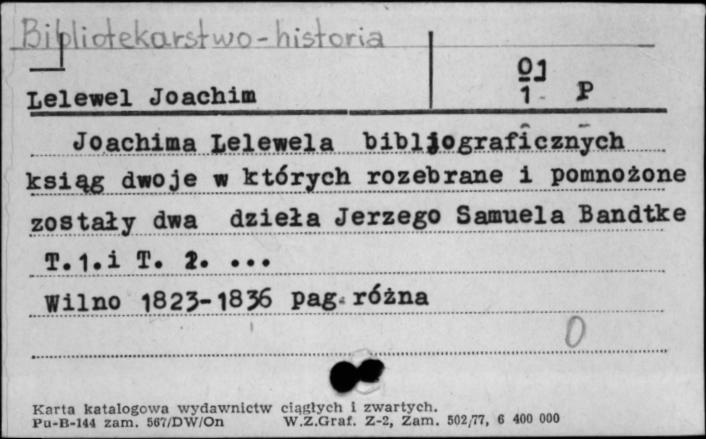 Bibliotekarstwo-historia
01
Lelewel Joachim
1 P
Joachima Lelewela bibljograficznych
ksiąg dwoje w których rozebrane i pomnożone
zostały dwa dzieła Jerzego Samuela Bandtke
T.1.i T. 2. ...
Wilno 1823-1836 pag. różna
0
Karta katalogowa wydawnictw ciągłych i zwartych.
Pu-B-144 zam. 567/DW/On W.Z.Graf. Z-2, Zam. 502/77, 6 400 000